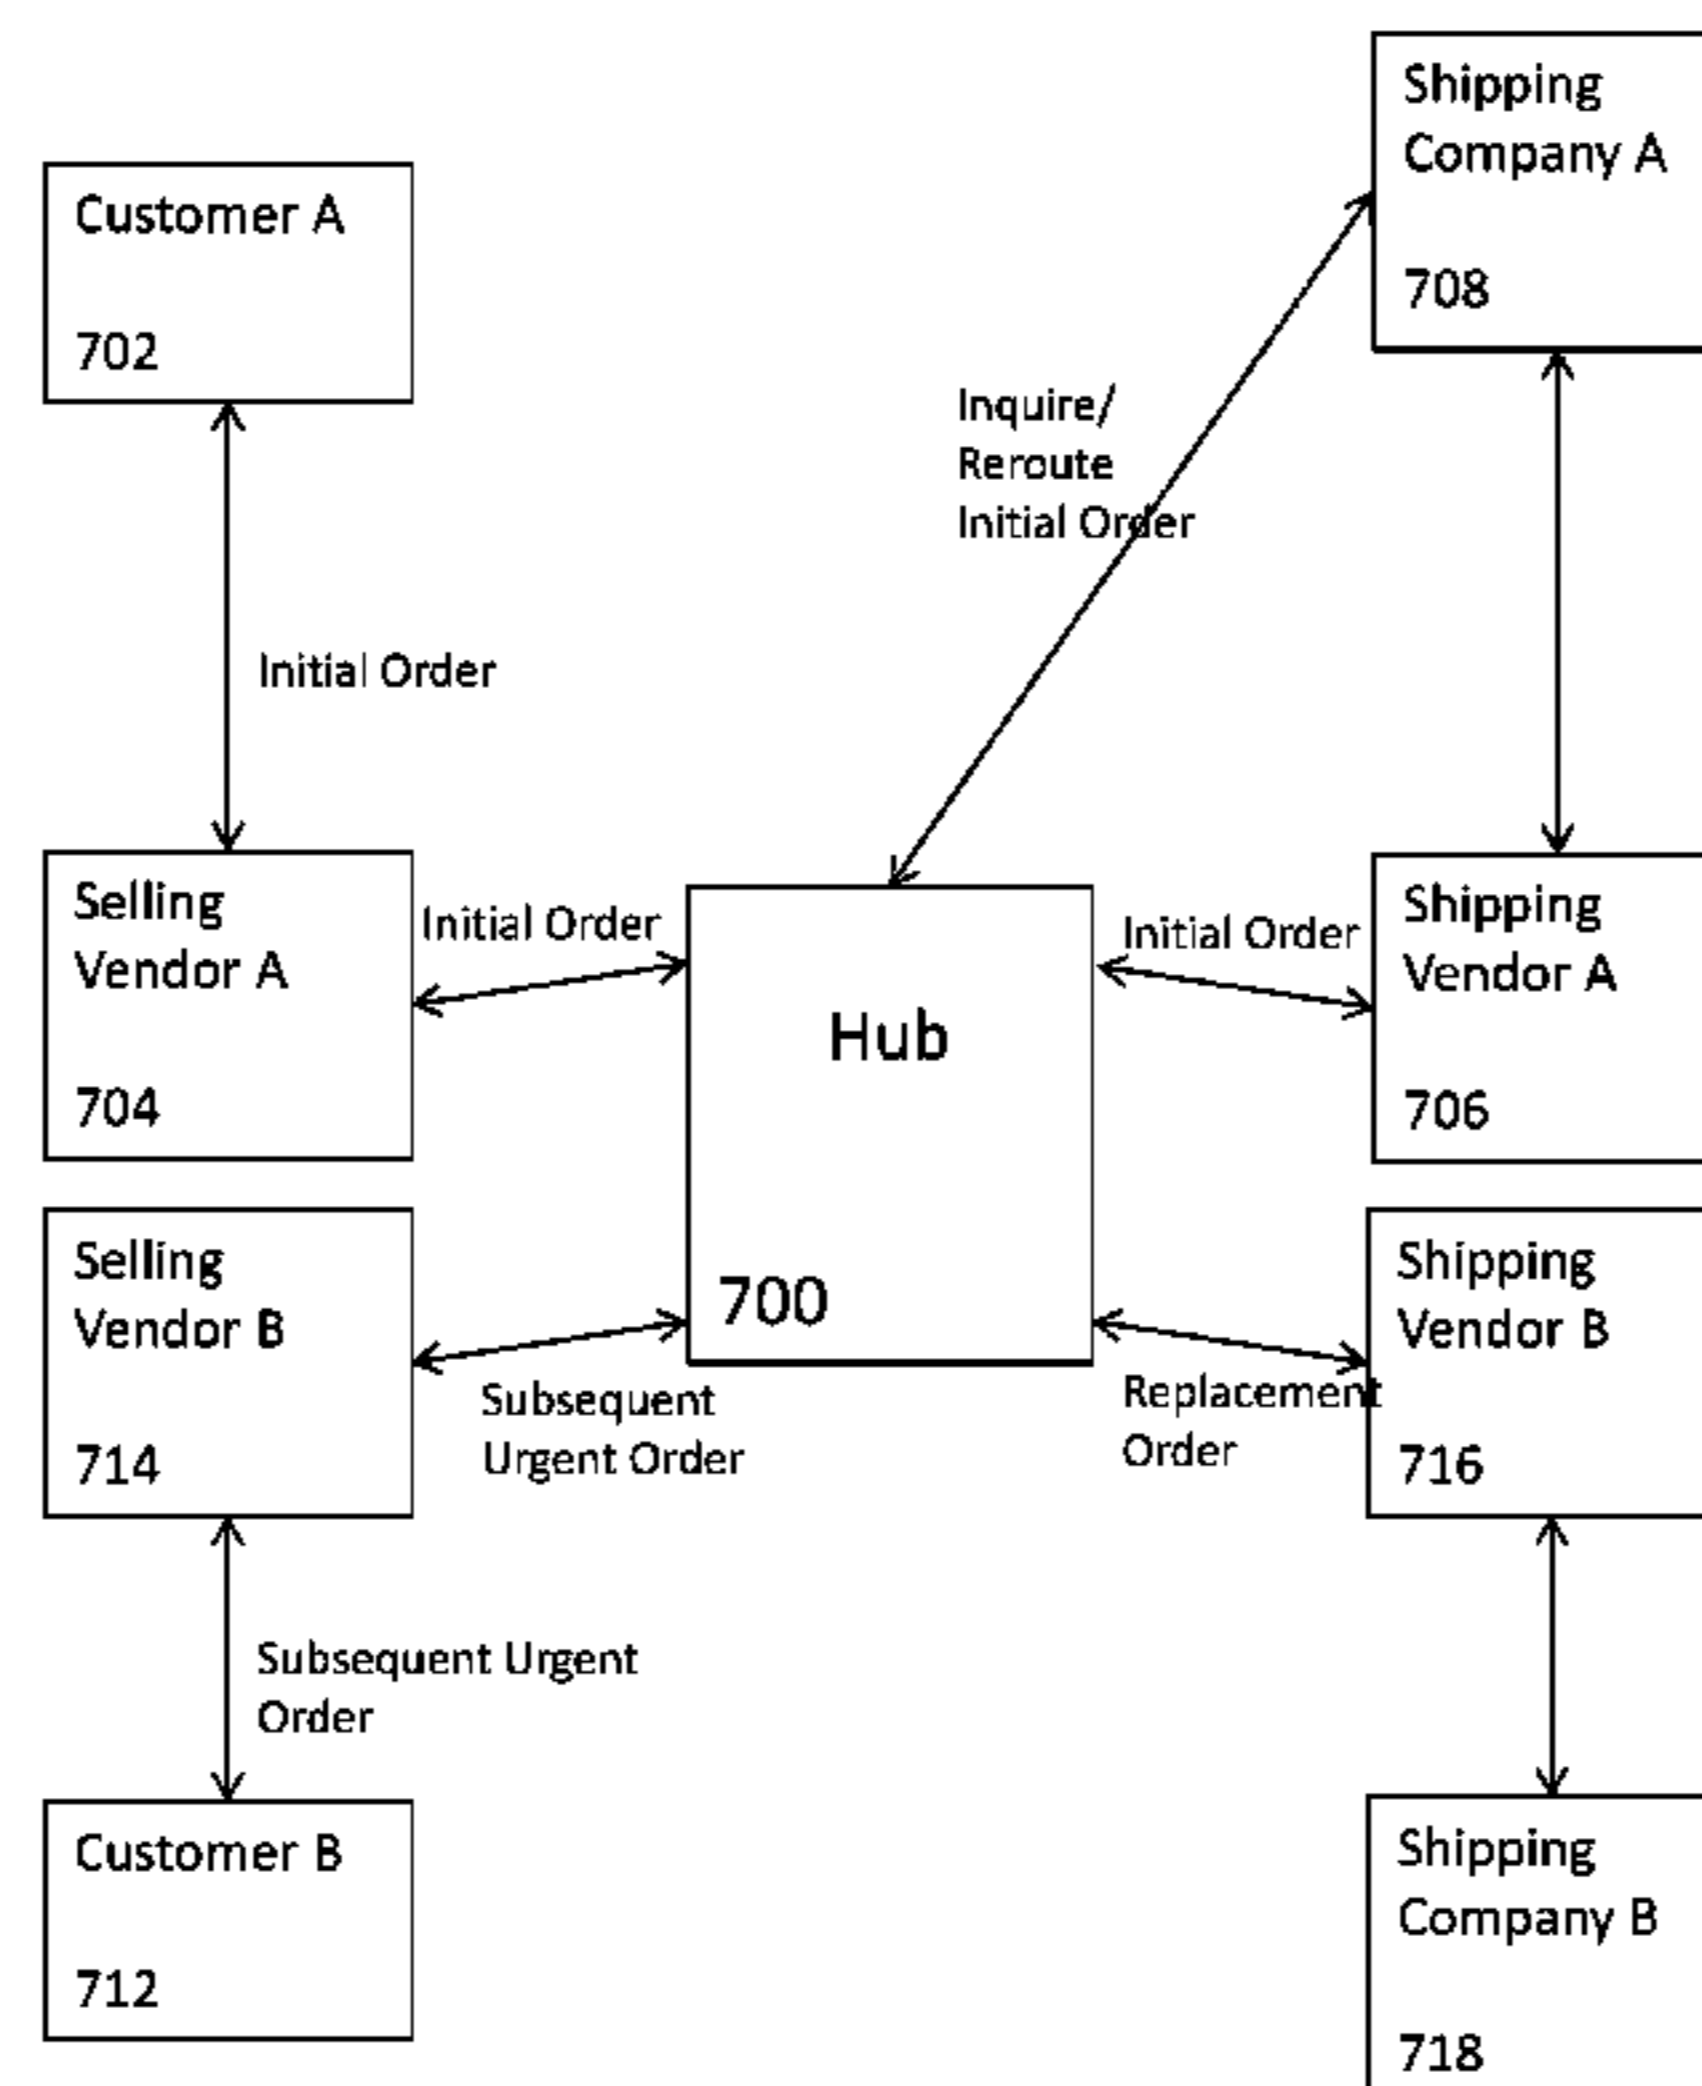 Shipping
Company A
708
Customer A
702
Inquire/
Reroute
Initial Order
Initial Order
Selling
Vendor A
704
Initial Order
Hub
700
Initial Order
Shipping
Vendor A
706
Selling
Vendor B
714
Subsequent
Urgent Order
Replacement
Order
Shipping
Vendor B
716
Subsequent Urgent
Order
Customer B
712
Shipping
Company B
718